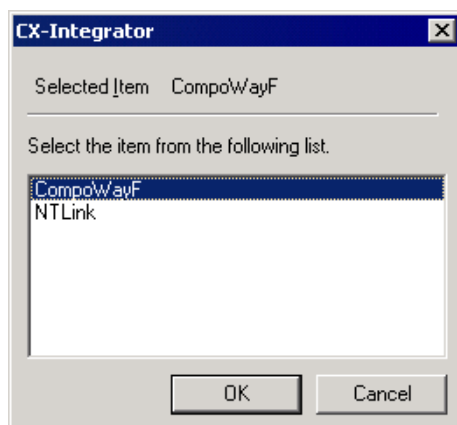 CX-Integrator
Selected Item CompoWayF
Select the item from the following list.
CompoWayF
NTLink
OK Cancel